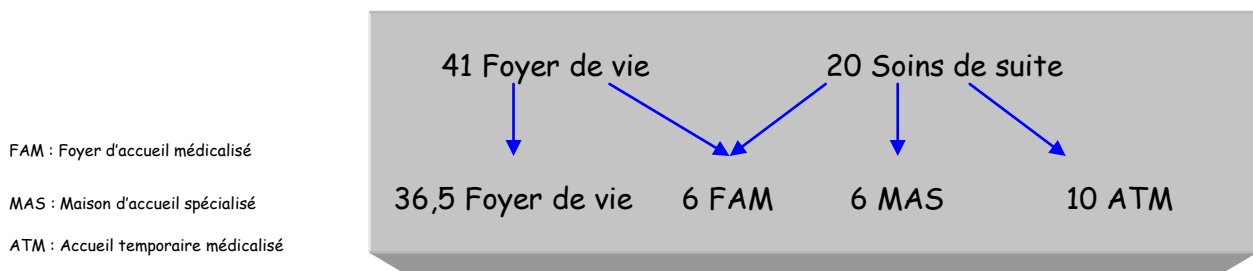 41 Foyer de vie 20 Soins de suite
36,5 Foyer de vie 6 FAM 6 MAS 10 ATM
FAM : Foyer d'accueil médicalisé
MAS : Maison d'accueil spécialisé
ATM : Accueil temporaire médicalisé